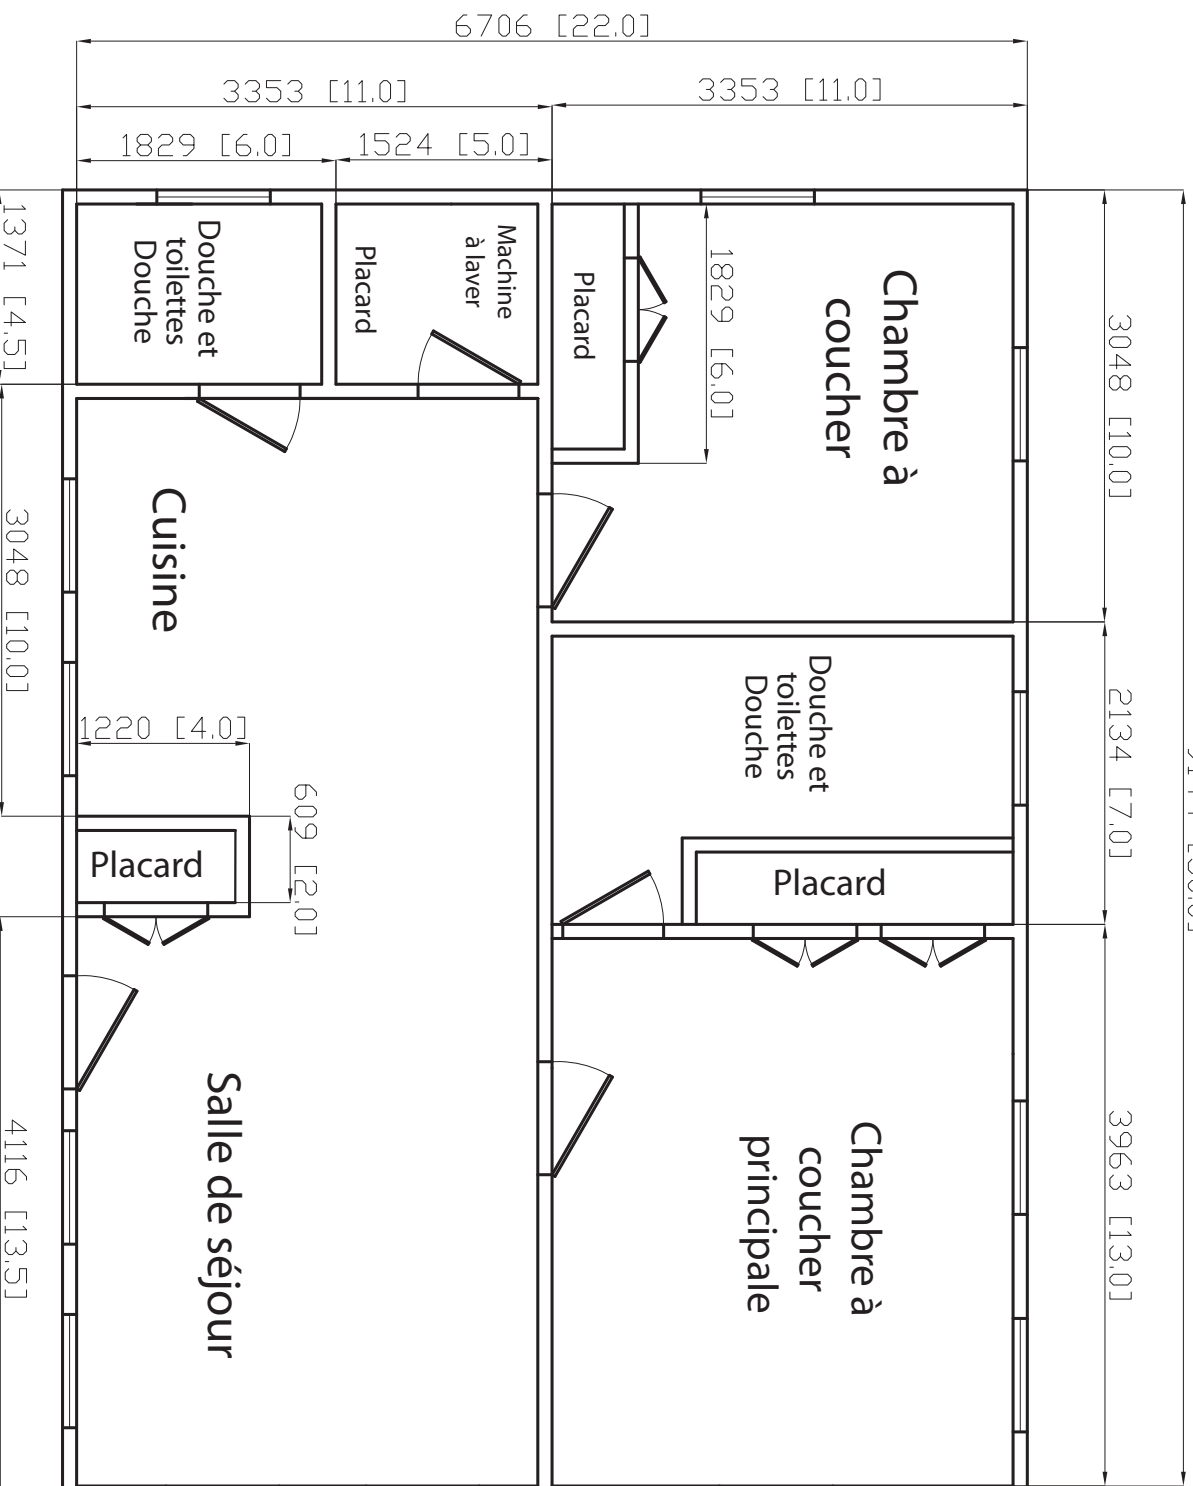 6706 [22.0]
3353 [11.0]
3353 [11.0]
1829 [6.0]
1524 [5.0]
1371 [4.5]
Douche et
toilettes
Douche
Placard
Machine
à laver
Placard
1829 [6.0]
Chambre à
coucher
3048 [10.0]
3048 [10.0]
Cuisine
Douche et
toilettes
Douche
2134 [7.0]
1220 [4.0]
609 [2.0]
Placard
Placard
Salle de séjour
Chambre à
coucher
principale
3963 [13.0]
4116 [13.5]